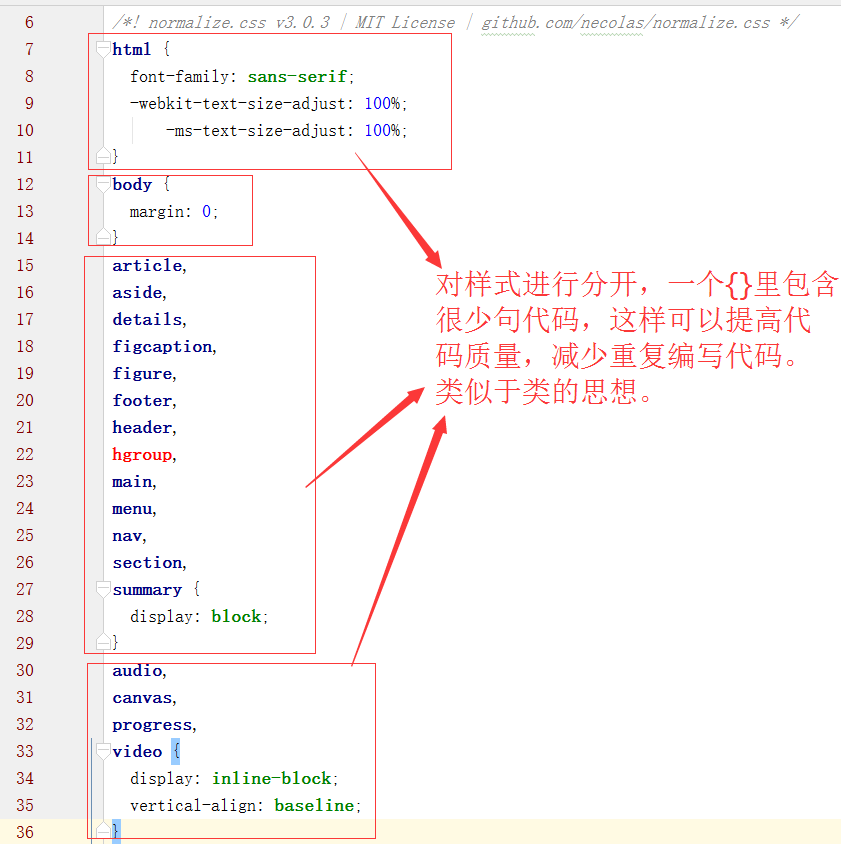 6 /*! normalize.css v3.0.3 | MIT License | github.com/necolas/normalize.css */
7 html {
8 font-family: sans-serif;
9 -webkit-text-size-adjust: 100%;
10 -ms-text-size-adjust: 100%;
11 }
12 body {
13 margin: 0;
14 }
15 article,
16 aside,
17 details,
18 figcaption,
19 figure,
20 footer,
21 header,
22 hgroup,
23 main,
24 menu,
25 nav,
26 section,
27 summary {
28 display: block;
29 }
30 audio,
31 canvas,
32 progress,
33 video {
34 display: inline-block;
35 vertical-align: baseline;
36 }
对样式进行分开，一个{}里包含
很少句代码，这样可以提高代
码质量，减少重复编写代码。
类似于类的思想。